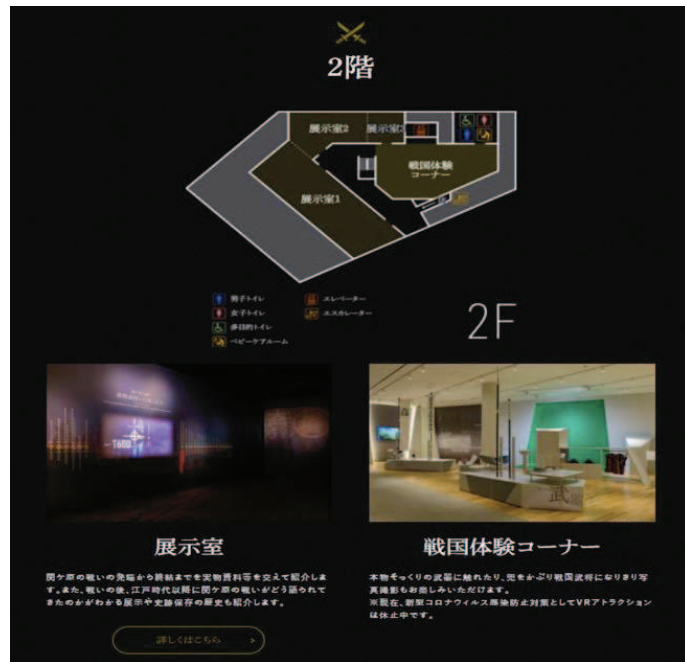 2階
展示室2
展示室3
戦国体験
コーナー
展示室1
男子トイレ
エレベーター
女子トイレ
エスカレーター
多目的トイレ
ベビーケアルーム
2F
1600
武
展示室
関ケ原の戦いの発端から終結までを実物資料等を交えて紹介しま
す。また、戦いの後、江戸時代以降に関ケ原の戦いがどう語られて
きたのかがわかる展示や史跡保存の歴史も紹介します。
詳しくはこちら
戦国体験コーナー
本物そっくりの武器に触れたり、兜をかぶり戦国武将になりきり写
真撮影もお楽しみいただけます。
※現在、新型コロナウィルス感染防止対策としてVRアトラクション
は休止中です。